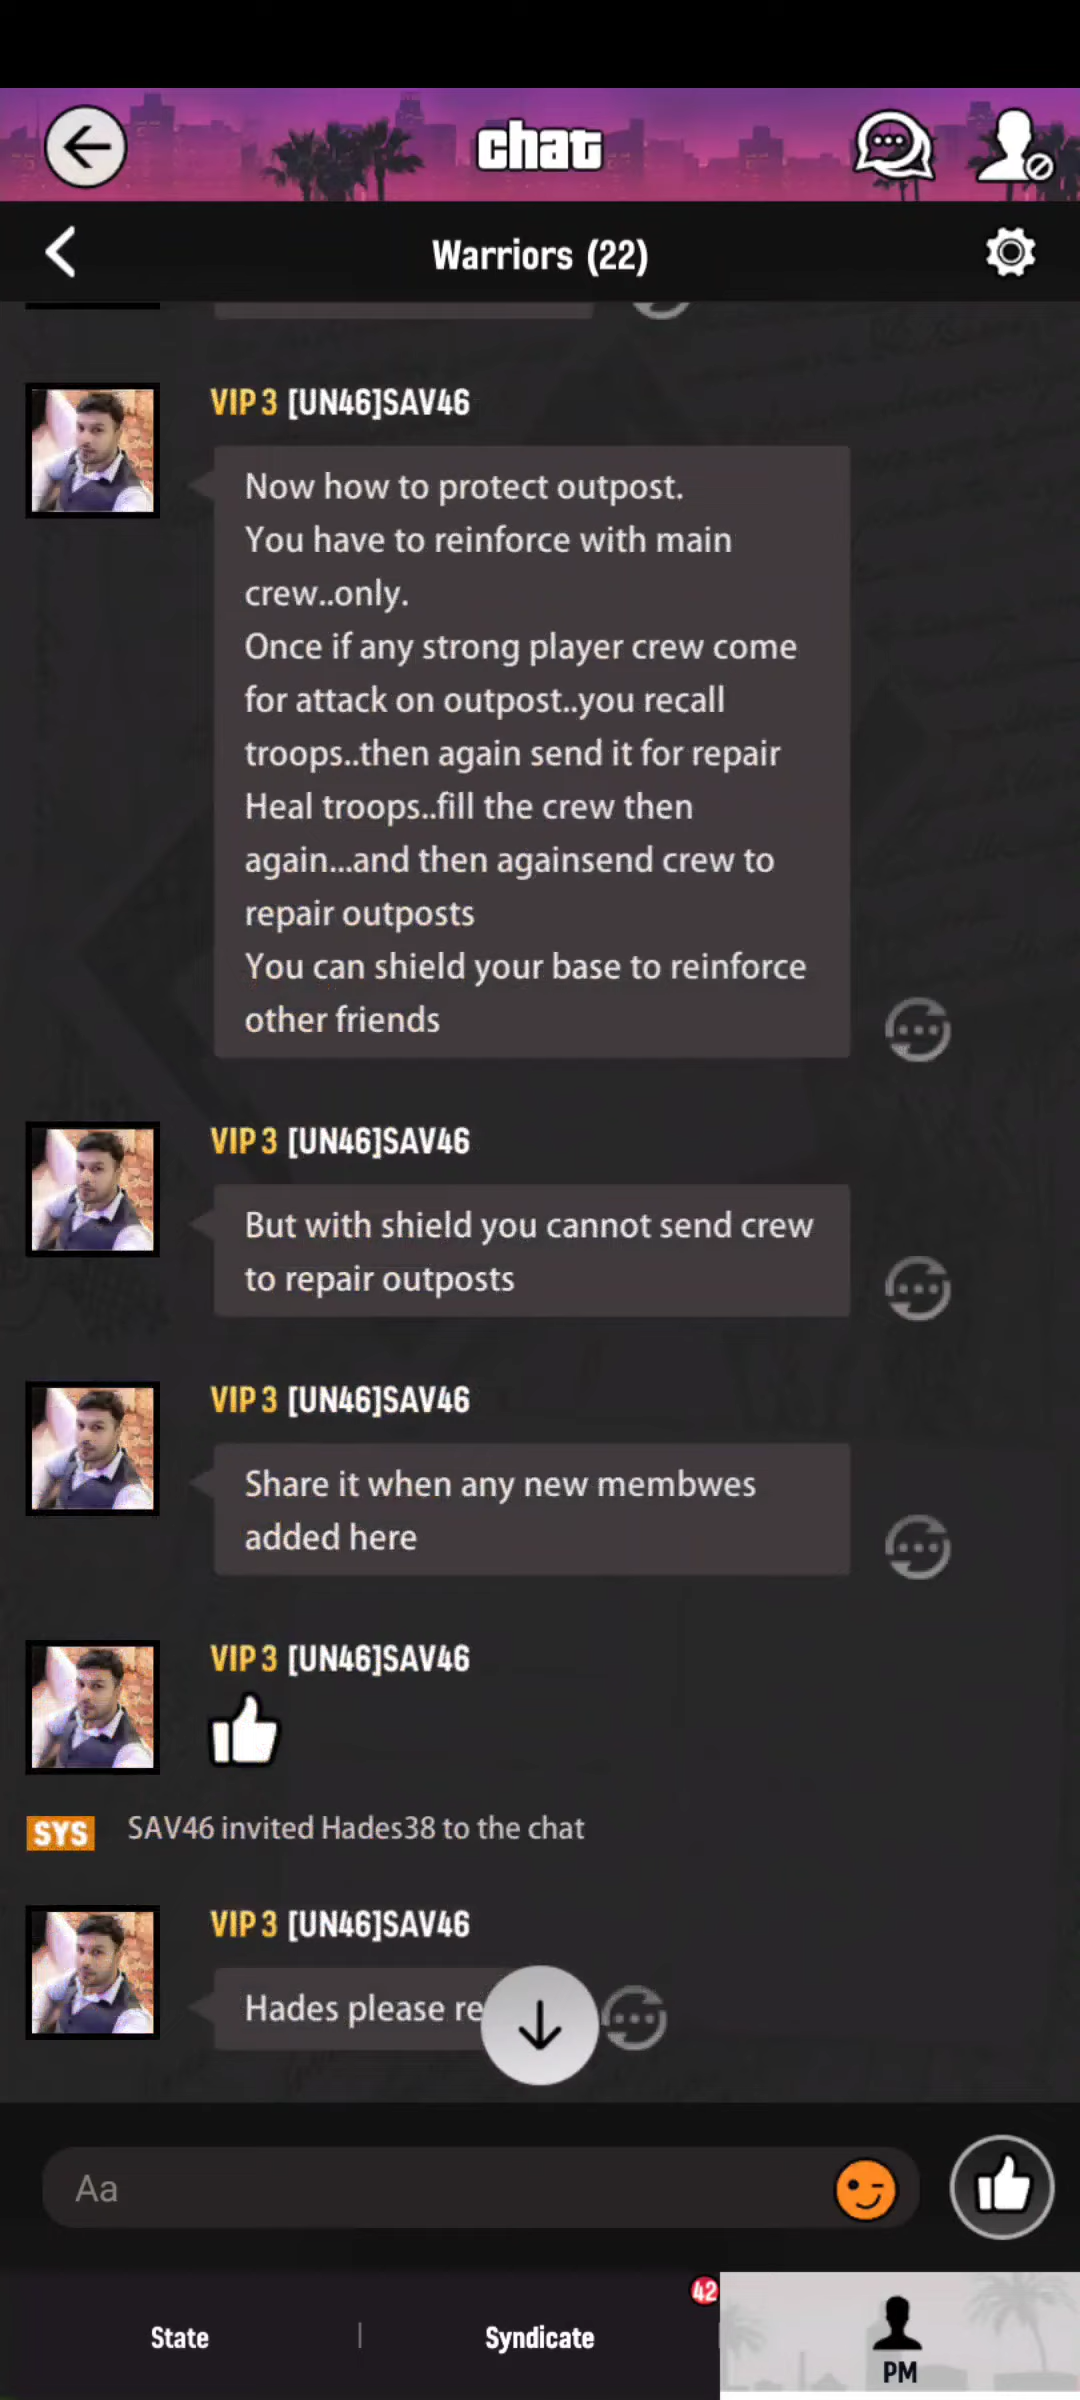 chat
Warriors (22)
VIP 3 [UN46]SAV46
Now how to protect outpost.
You have to reinforce with main
crew..only.
Once if any strong player crew come
for attack on outpost..you recall
troops..then again send it for repair
Heal troops..fill the crew then
again...and then againsend crew to
repair outposts
You can shield your base to reinforce
other friends
VIP 3 [UN46]SAV46
But with shield you cannot send crew
to repair outposts
VIP 3 [UN46]SAV46
Share it when any new membwes
added here
VIP 3 [UN46]SAV46
SYS SAV46 invited Hades38 to the chat
VIP 3 [UN46]SAV46
Hades please re
Aa
42
State
Syndicate
PM